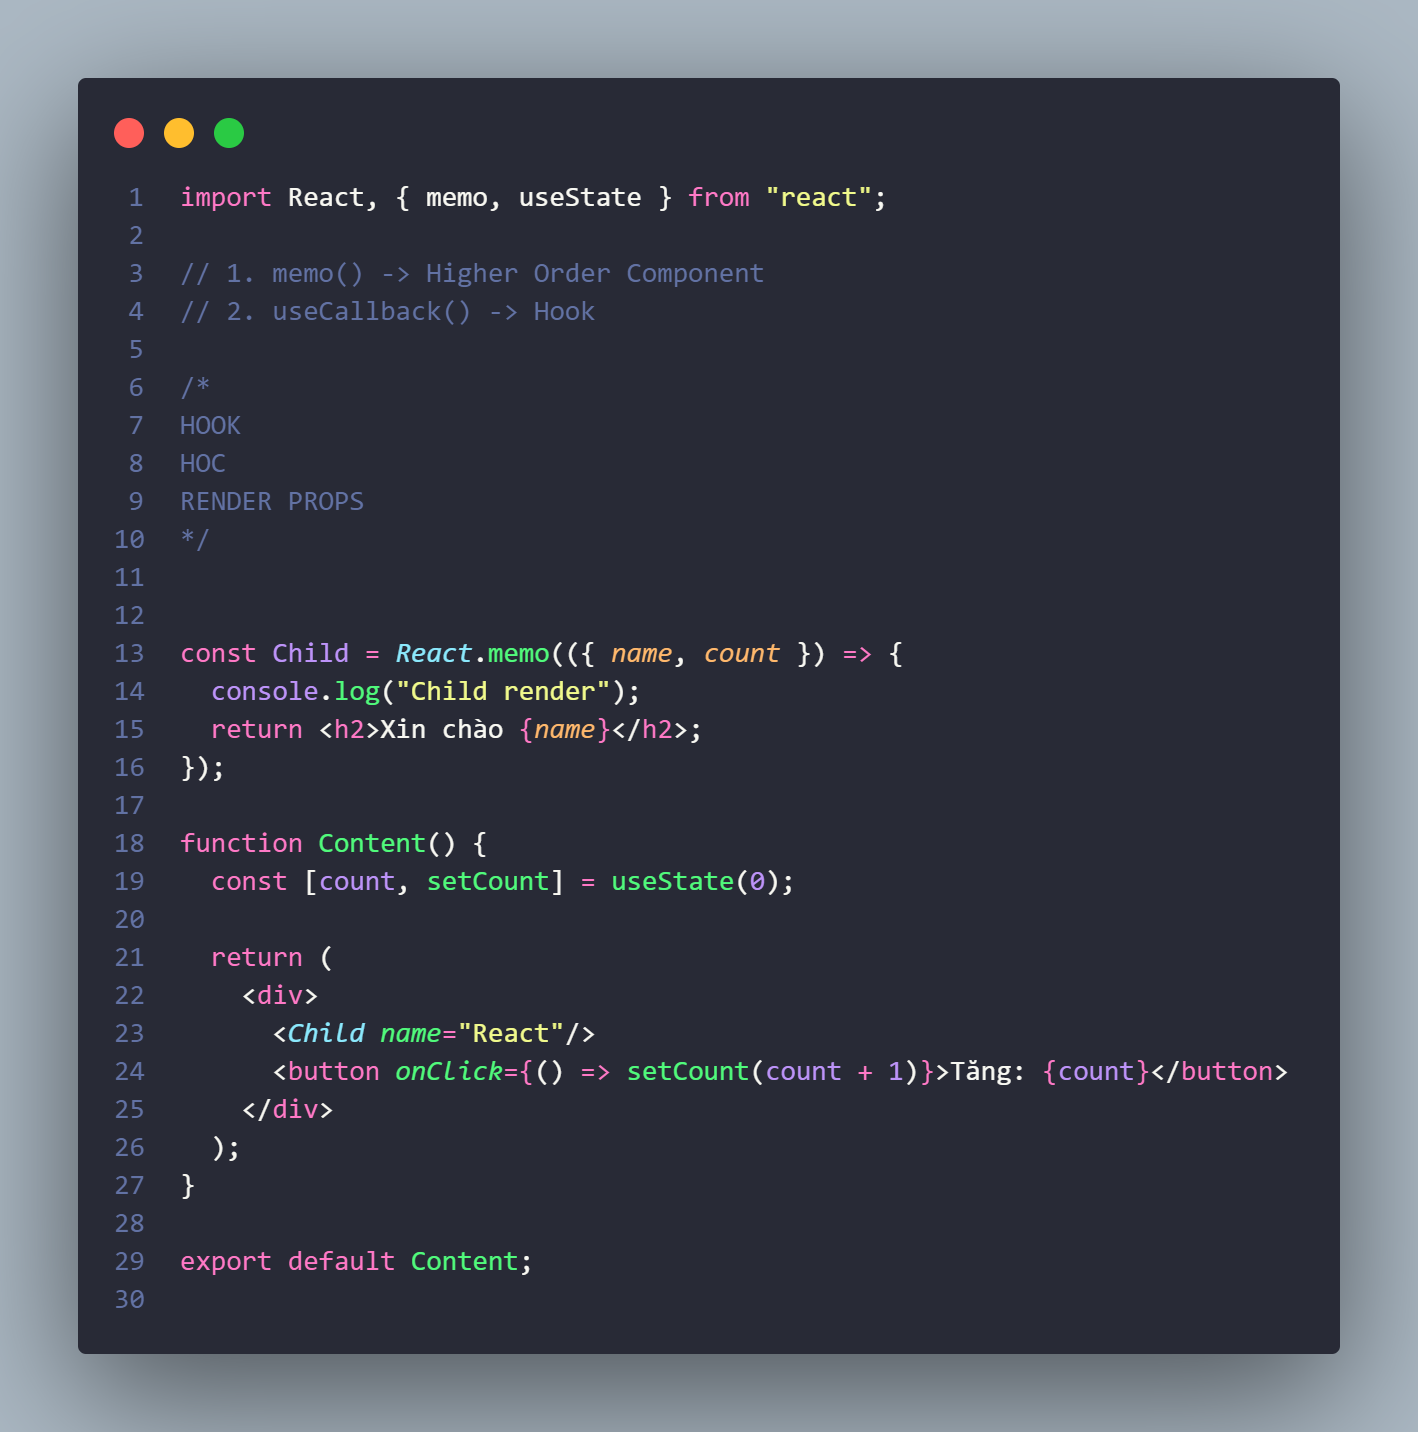 1 import React, { memo, useState } from "react";
2
3 // 1. memo() -> Higher Order Component
4 // 2. useCallback() -> Hook
5
6 /*
7 HOOK
8 HOC
9 RENDER PROPS
10 */
11
12
13 const Child = React.memo(({ name, count }) => {
14   console.log("Child render");
15   return <h2>Xin chào {name}</h2>;
16 });
17
18 function Content() {
19   const [count, setCount] = useState(0);
20
21   return (
22     <div>
23       <Child name="React"/>
24       <button onClick={() => setCount(count + 1)}>Tăng: {count}</button>
25     </div>
26   );
27 }
28
29 export default Content;
30